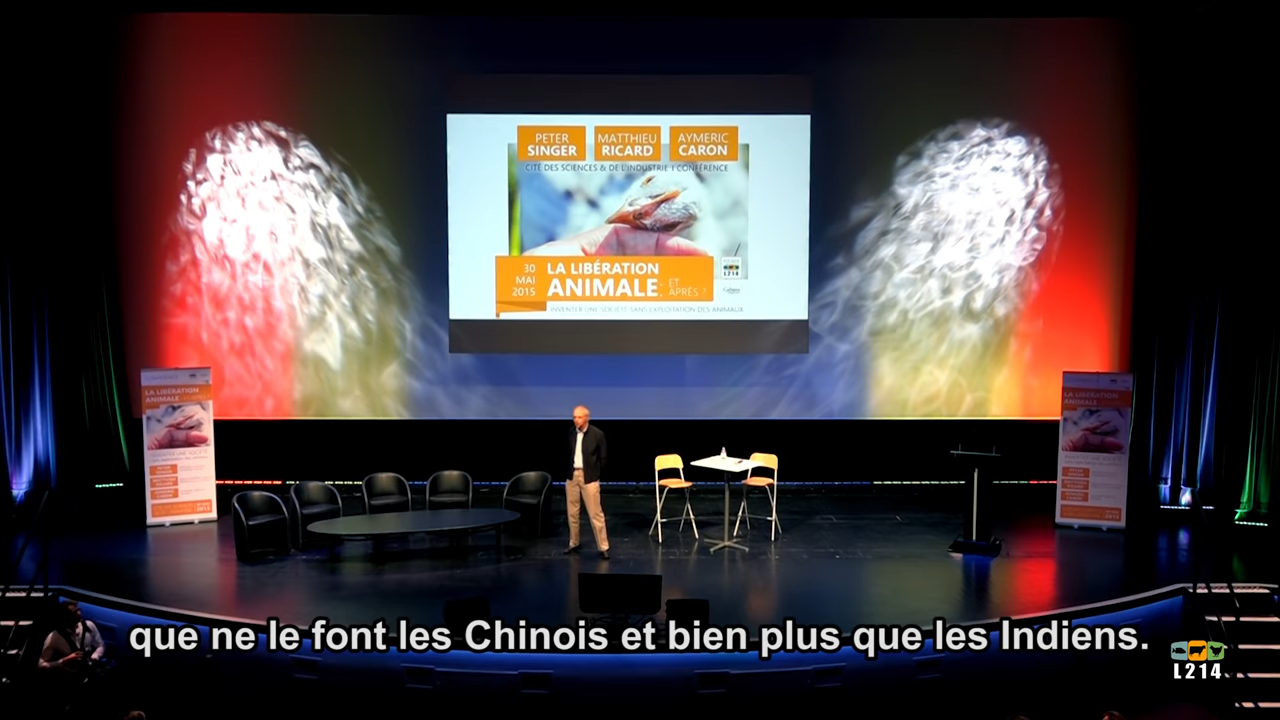 PETER
SINGER
MATTHIEU
RICARD
AYMERIC
CARON
CITÉ DES SCIENCES & DE L'INDUSTRIE I CONFÉRENCE
30
MAI
2015
LA LIBÉRATION
ANIMALE: ET
APRÈS ?
L214
INVENTER UNE SOCIÉTÉ SANS EXPLOITATION DES ANIMAUX
LA LIBÉRATION
ANIMALE
LA LIBÉRATION
ANIMALE
que ne le font les Chinois et bien plus que les Indiens.
L214